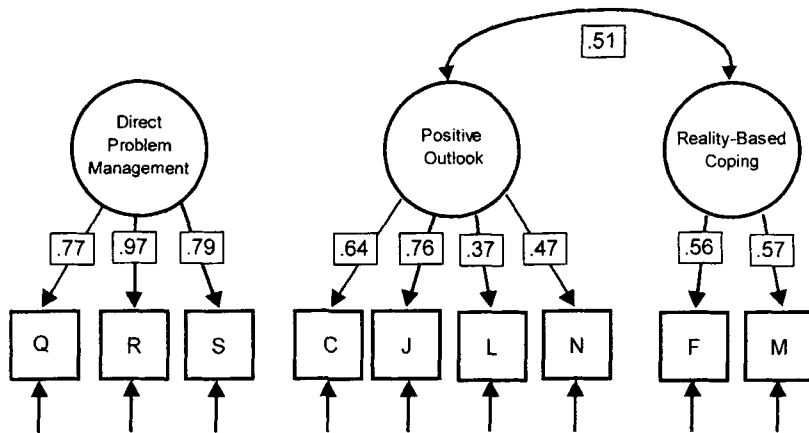 .51
Direct
Problem
Management
Positive
Outlook
Reality-Based
Coping
.77
.97
.79
.64
.76
.37
.47
.56
.57
Q
R
S
C
J
L
N
F
M